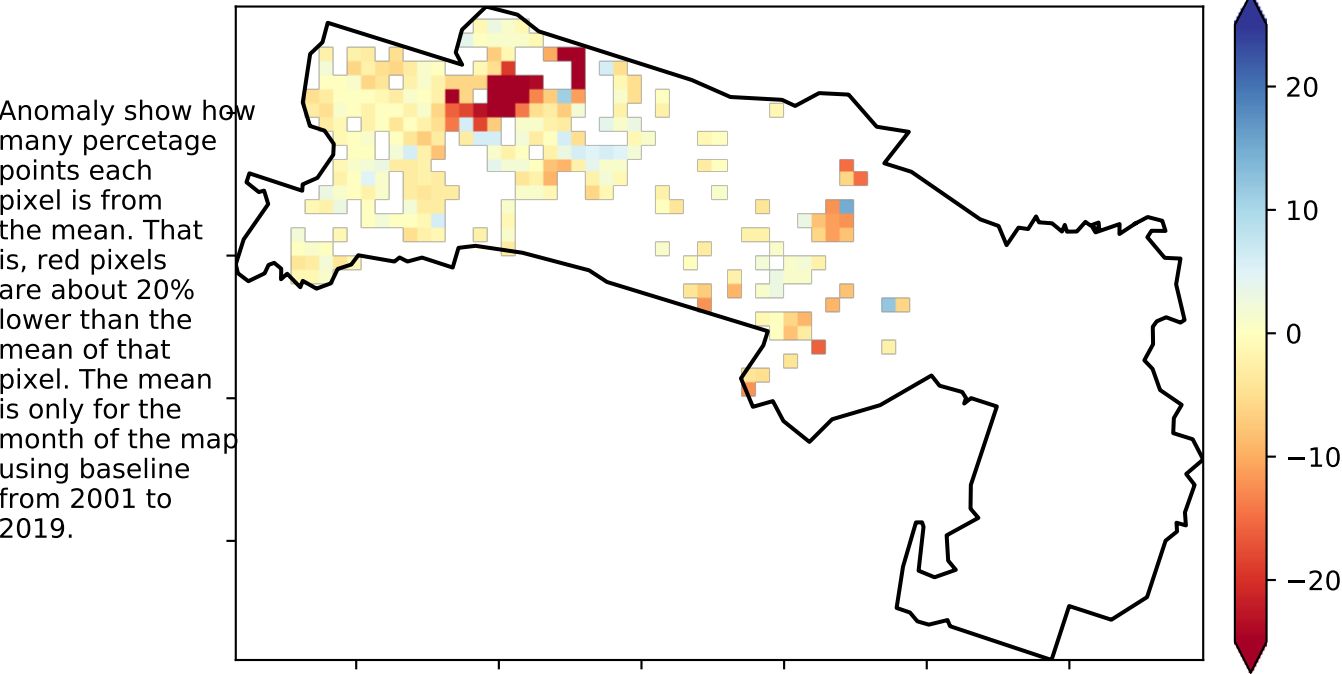 Anomaly show how
many percetage
points each
pixel is from
the mean. That
is, red pixels
are about 20%
lower than the
mean of that
pixel. The mean
is only for the
month of the map
using baseline
from 2001 to
2019.
20
10
0
−10
−20